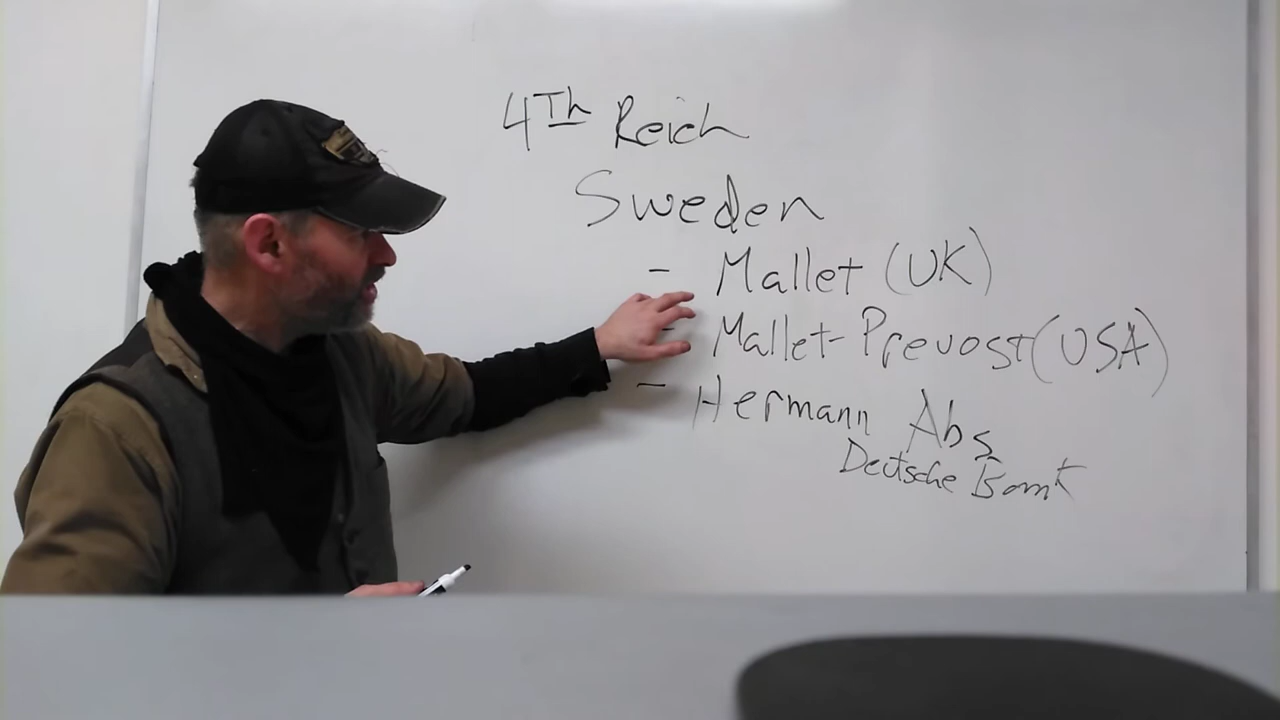 4Th Reich
Sweden
- Mallet (UK)
- Mallet-Prevost (USA)
- Hermann Abs
Deutsche Bank